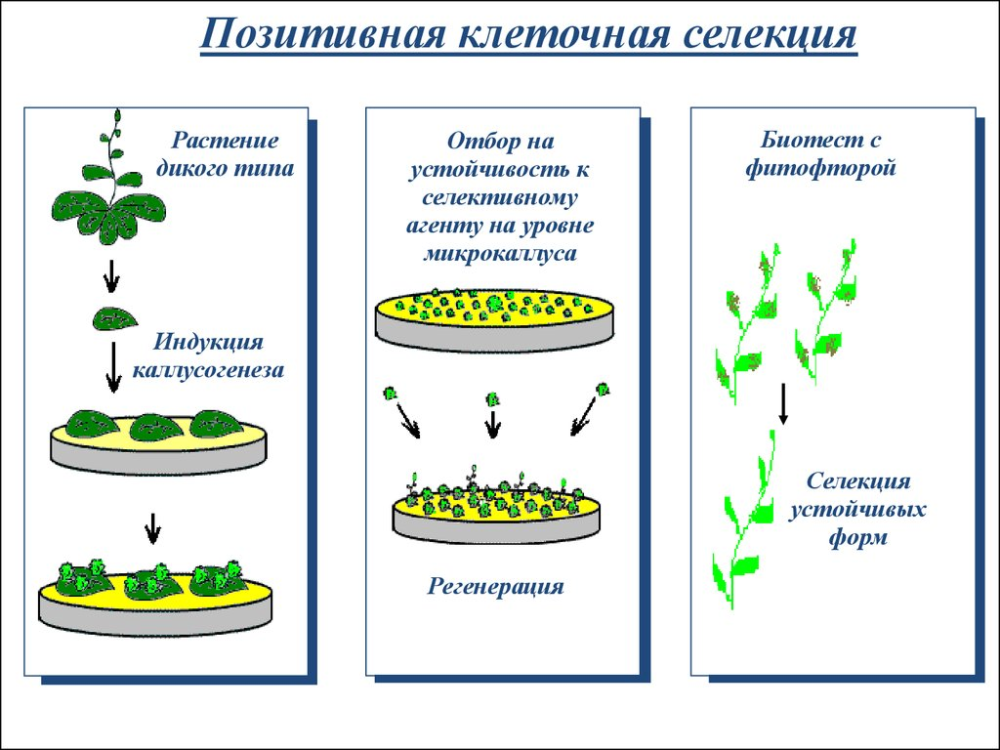 Позитивная клеточная селекция
Растение
дикого типа
Индукция
каллусогенеза
Отбор на
устойчивость к
селективному
агенту на уровне
микрокаллуса
Регенерация
Биотест с
фитофторой
Селекция
устойчивых
форм